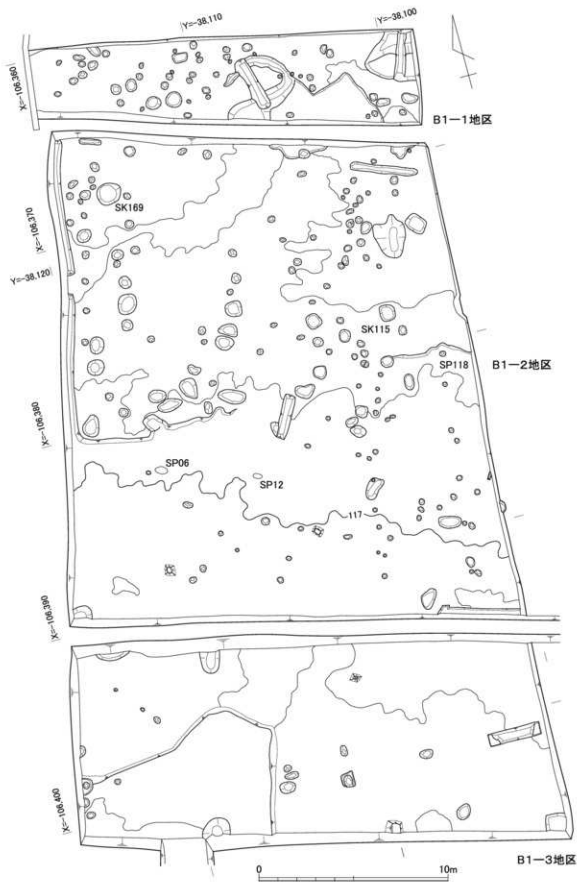 Y=-38,110
Y=-38,100
X=-106,360
B1-1地区
SK169
X=-106,370
Y=-38,120
SK115
SP118
B1-2地区
X=-106,380
SP06
SP12
117
X=-106,390
X=-106,400
0 10m
B1-3地区